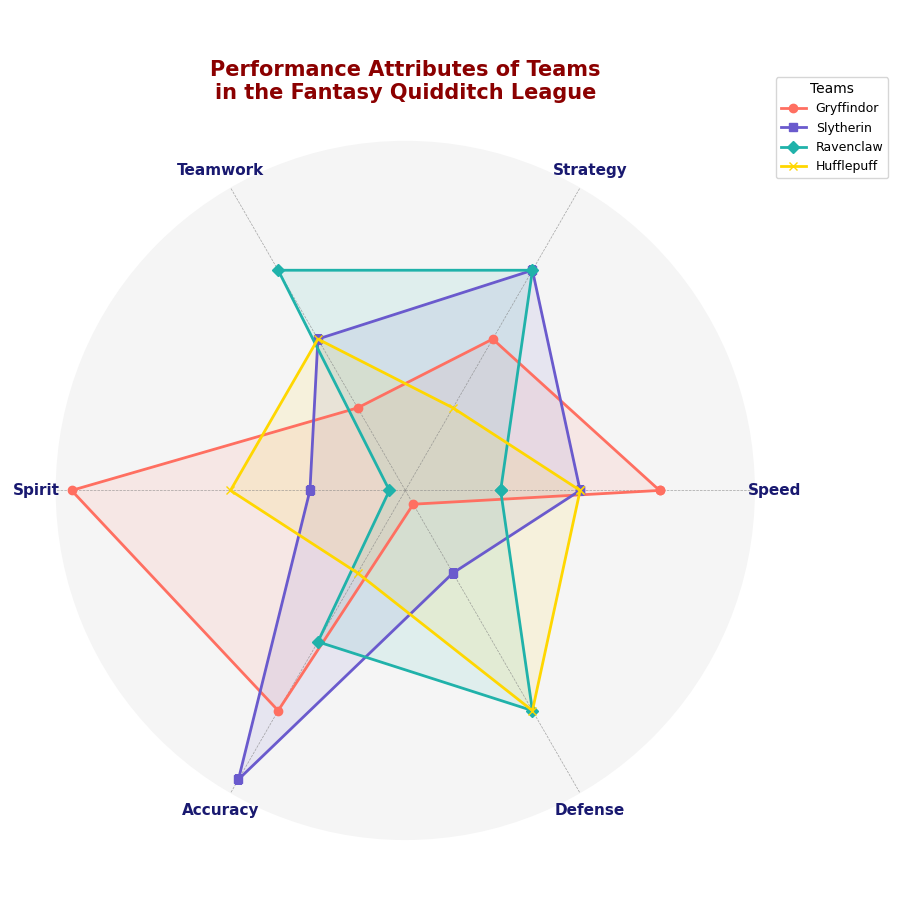 Performance Attributes of Teams
in the Fantasy Quidditch League
Teams
Gryffindor
Slytherin
Ravenclaw
Hufflepuff
Teamwork
Strategy
Spirit
Speed
Accuracy
Defense